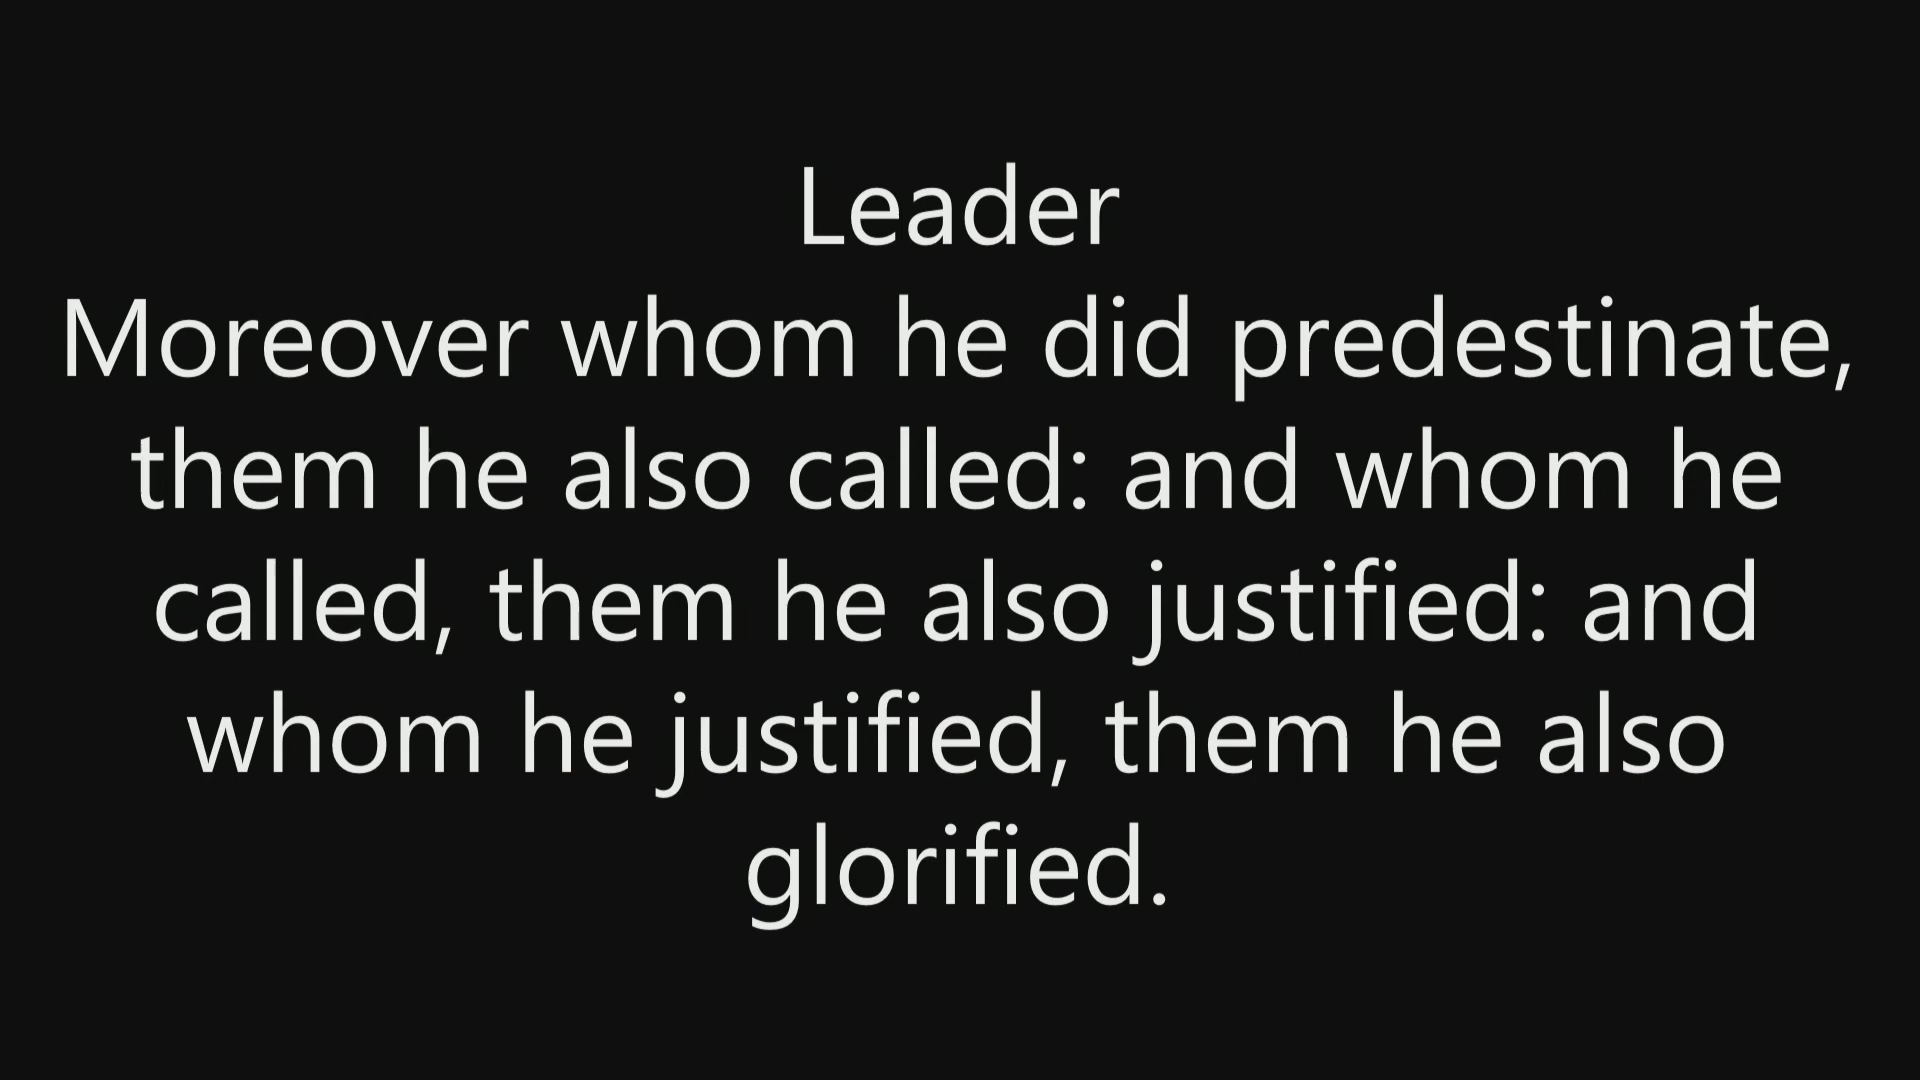 Leader
Moreover whom he did predestinate,
them he also called: and whom he
called, them he also justified: and
whom he justified, them he also
glorified.